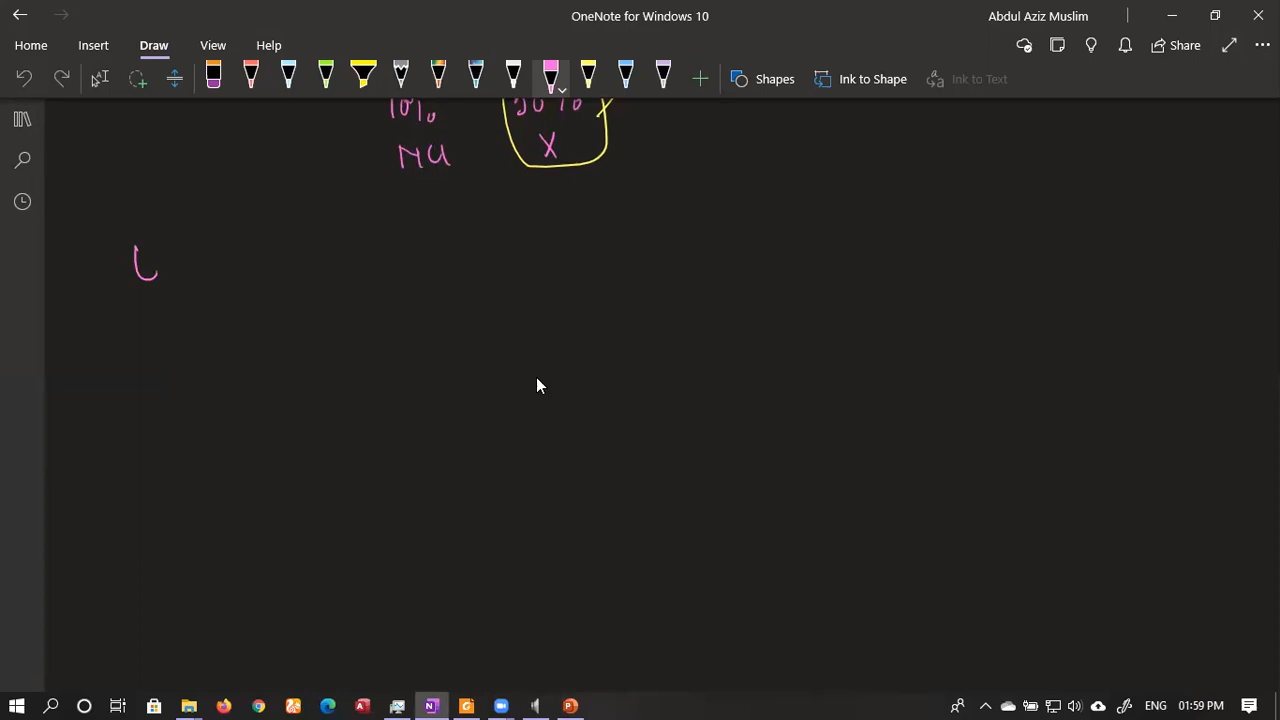 OneNote for Windows 10
Abdul Aziz Muslim
Home Insert Draw View Help
Share
Shapes Ink to Shape Ink to Text
10%
NU X
ENG 01:59 PM